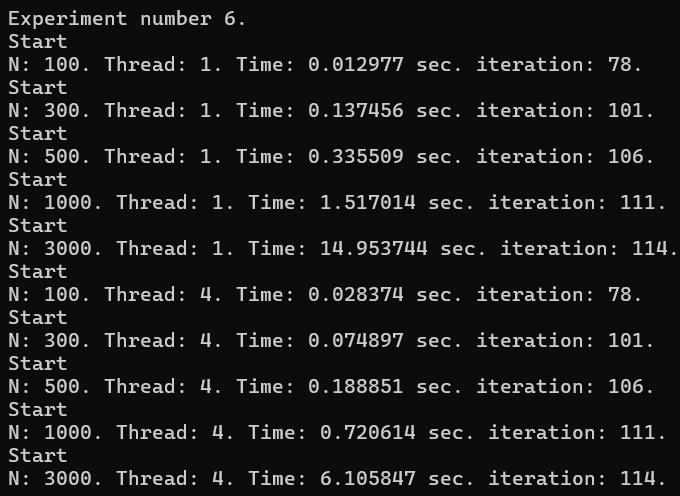 Experiment number 6.
Start
N: 100. Thread: 1. Time: 0.012977 sec. iteration: 78.
Start
N: 300. Thread: 1. Time: 0.137456 sec. iteration: 101.
Start
N: 500. Thread: 1. Time: 0.335509 sec. iteration: 106.
Start
N: 1000. Thread: 1. Time: 1.517014 sec. iteration: 111.
Start
N: 3000. Thread: 1. Time: 14.953744 sec. iteration: 114.
Start
N: 100. Thread: 4. Time: 0.028374 sec. iteration: 78.
Start
N: 300. Thread: 4. Time: 0.074897 sec. iteration: 101.
Start
N: 500. Thread: 4. Time: 0.188851 sec. iteration: 106.
Start
N: 1000. Thread: 4. Time: 0.720614 sec. iteration: 111.
Start
N: 3000. Thread: 4. Time: 6.105847 sec. iteration: 114.